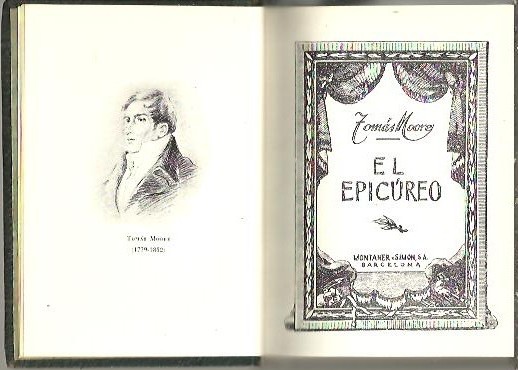 Tomás Moore
(1779-1852)
Tomás Moore
EL
EPICÚREO
MONTANER Y SIMON, S.A.
BARCELONA